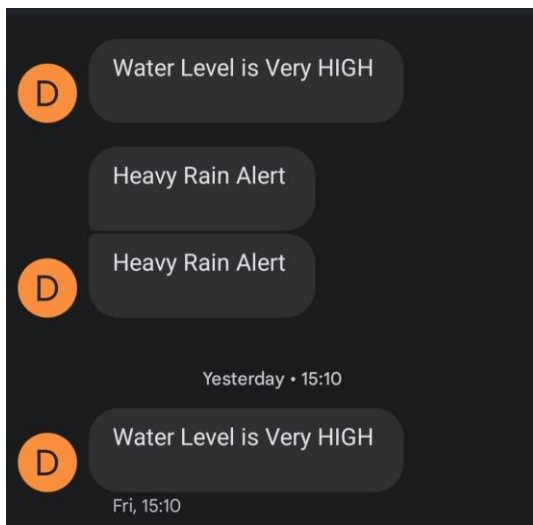 D
Water Level is Very HIGH
Heavy Rain Alert
D
Heavy Rain Alert
Yesterday • 15:10
D
Water Level is Very HIGH
Fri, 15:10